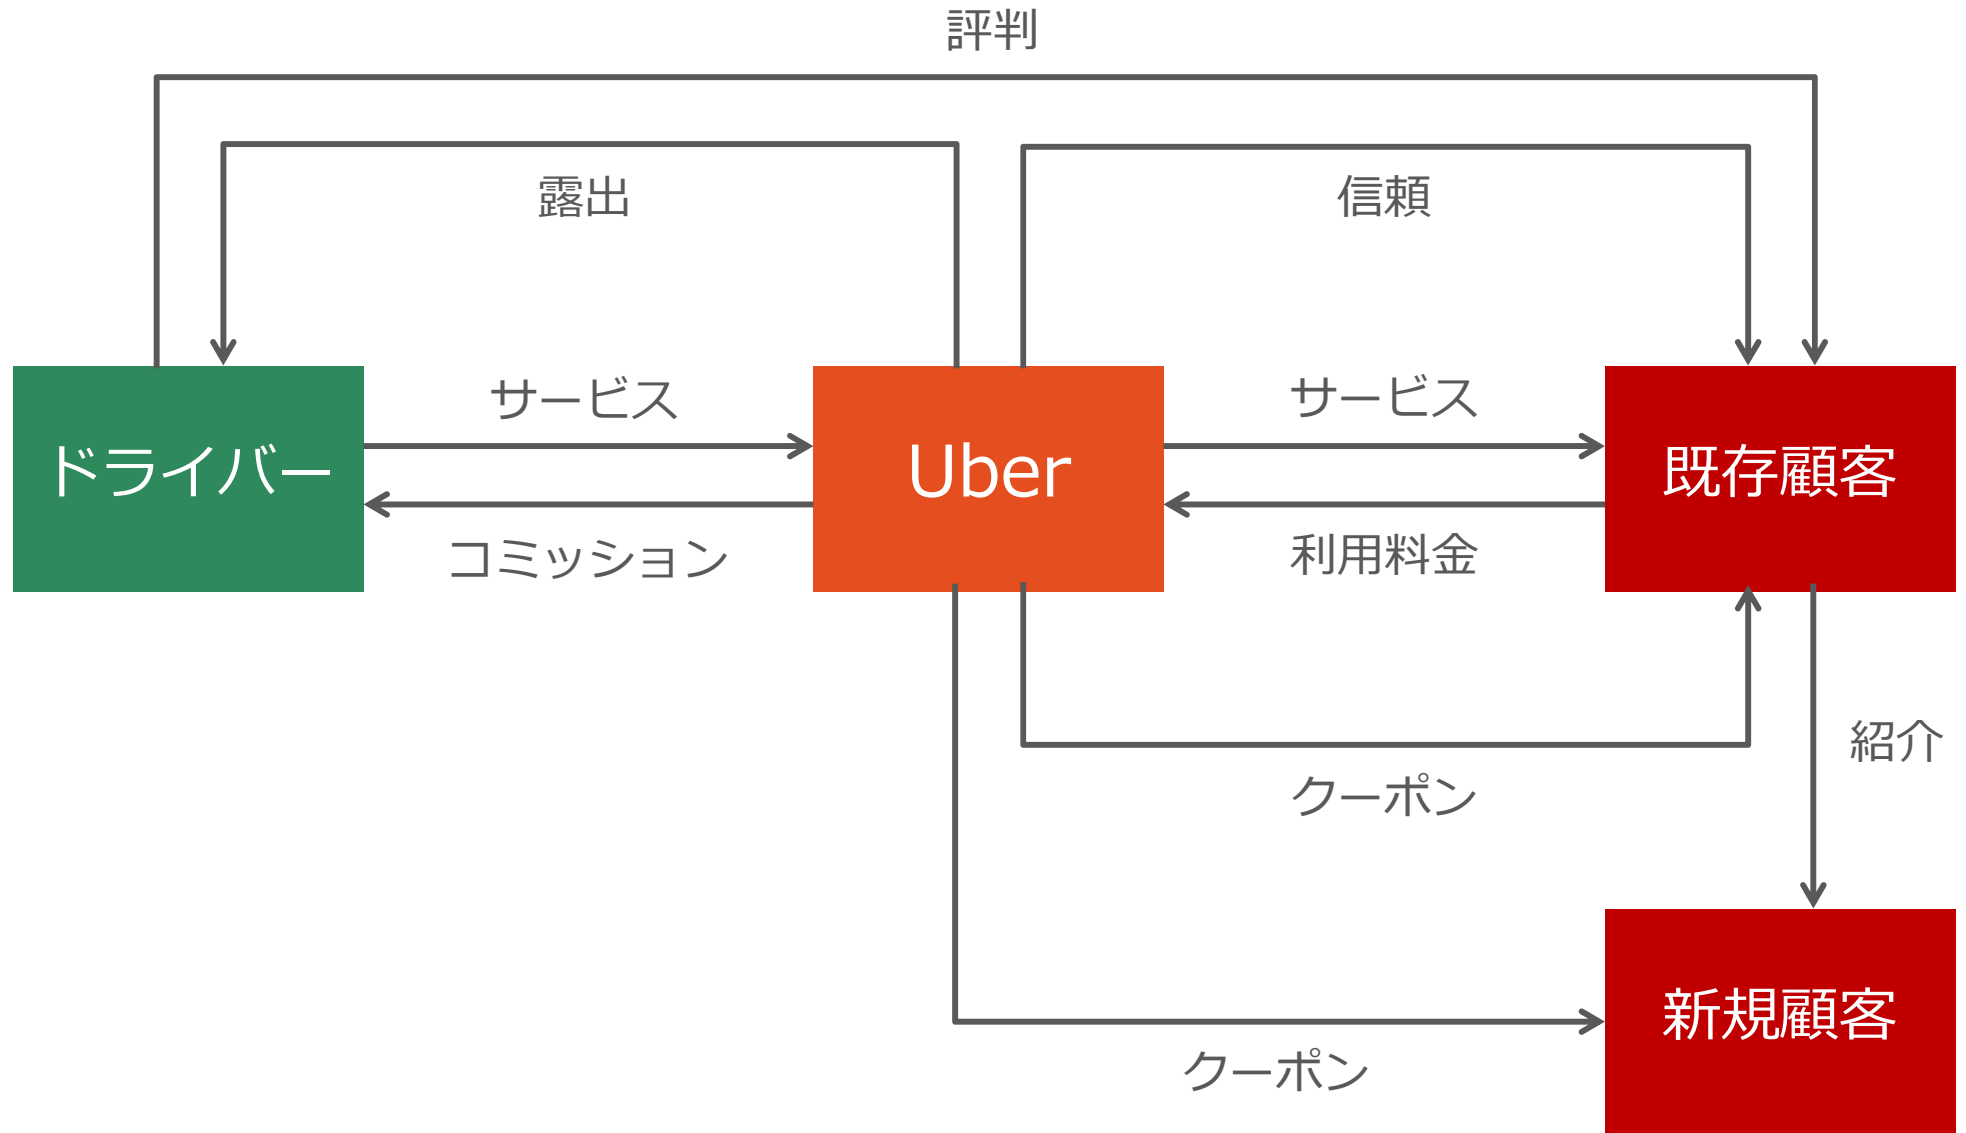 評判
露出
信頼
サービス
サービス
ドライバー
Uber
既存顧客
コミッション
利用料金
紹介
クーポン
新規顧客
クーポン